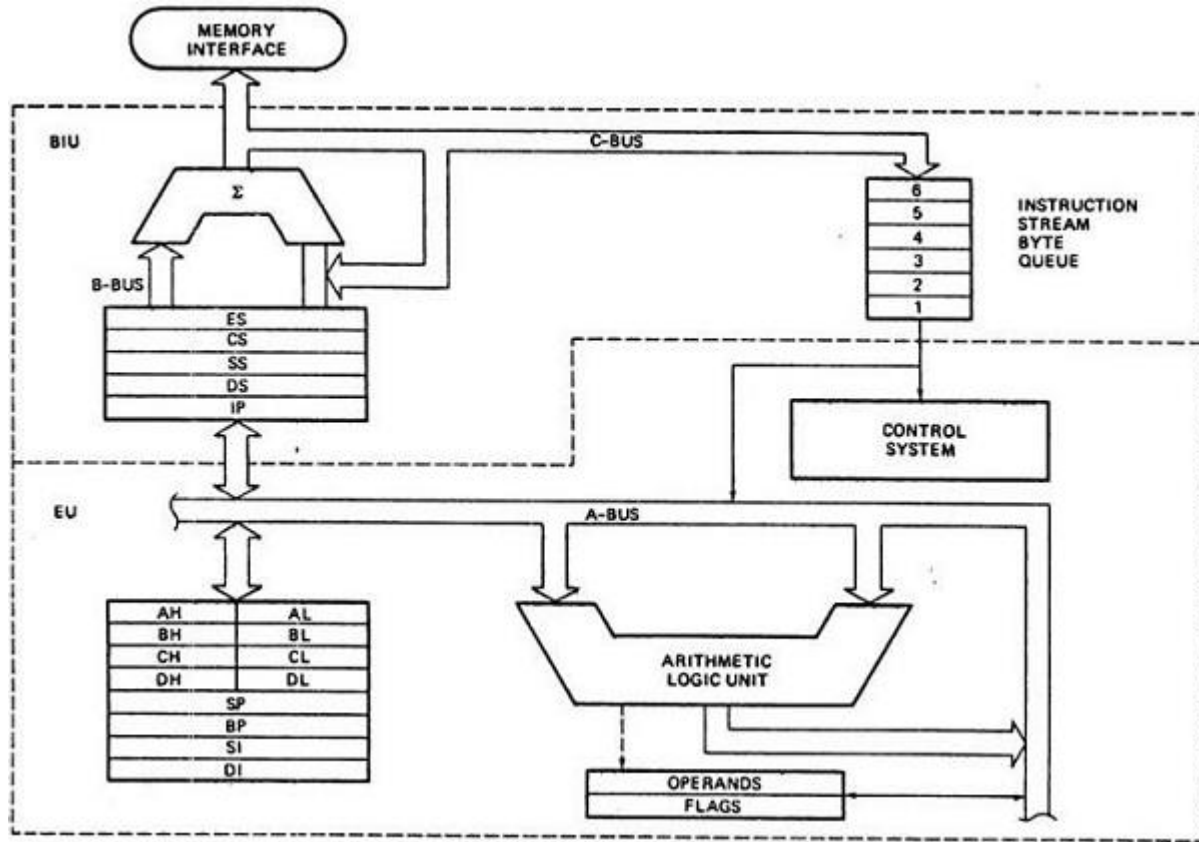 MEMORY
INTERFACE
BIU
C-BUS
Σ
6
5
4
3
2
1
INSTRUCTION
STREAM
BYTE
QUEUE
B-BUS
ES
CS
SS
DS
IP
CONTROL
SYSTEM
EU
A-BUS
AH AL
BH BL
CH CL
DH DL
SP
BP
SI
DI
ARITHMETIC
LOGIC UNIT
OPERANDS
FLAGS